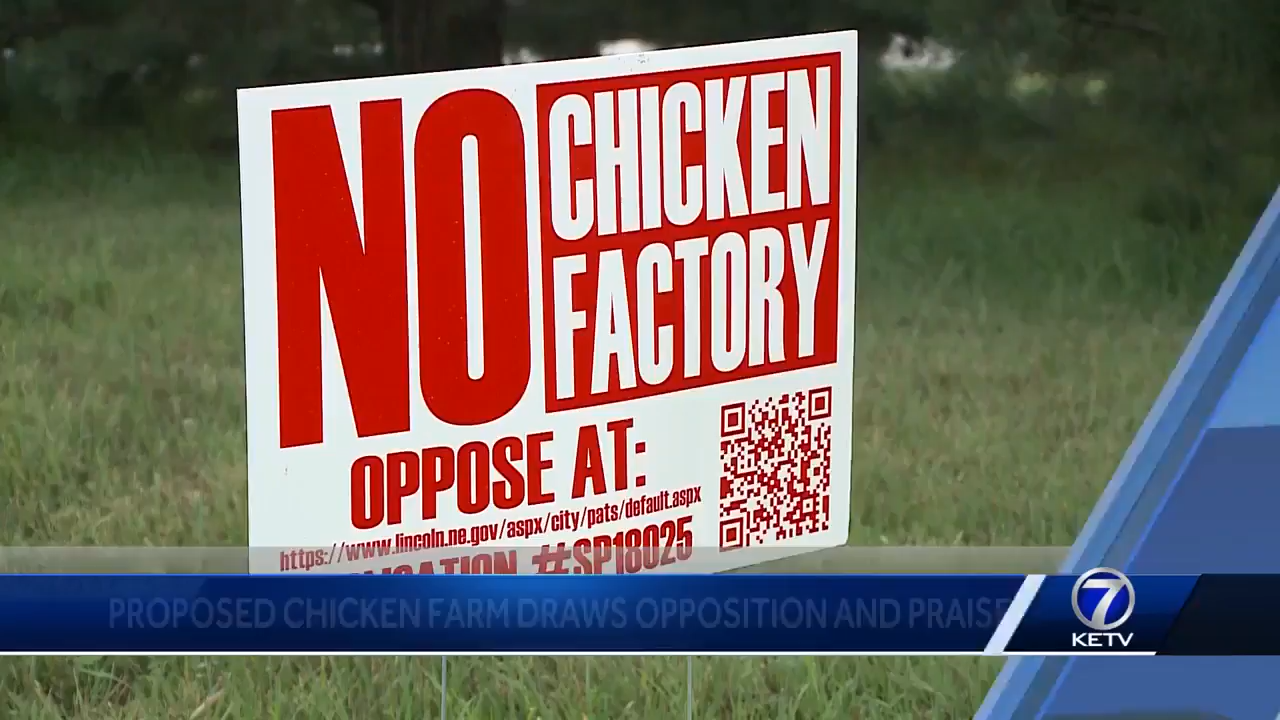 NO CHICKEN
FACTORY
OPPOSE AT:
https://www.lincoln.ne.gov/aspx/city/pats/default.aspx
#SP18025
PROPOSED CHICKEN FARM DRAWS OPPOSITION AND PRAISE
7
KETV